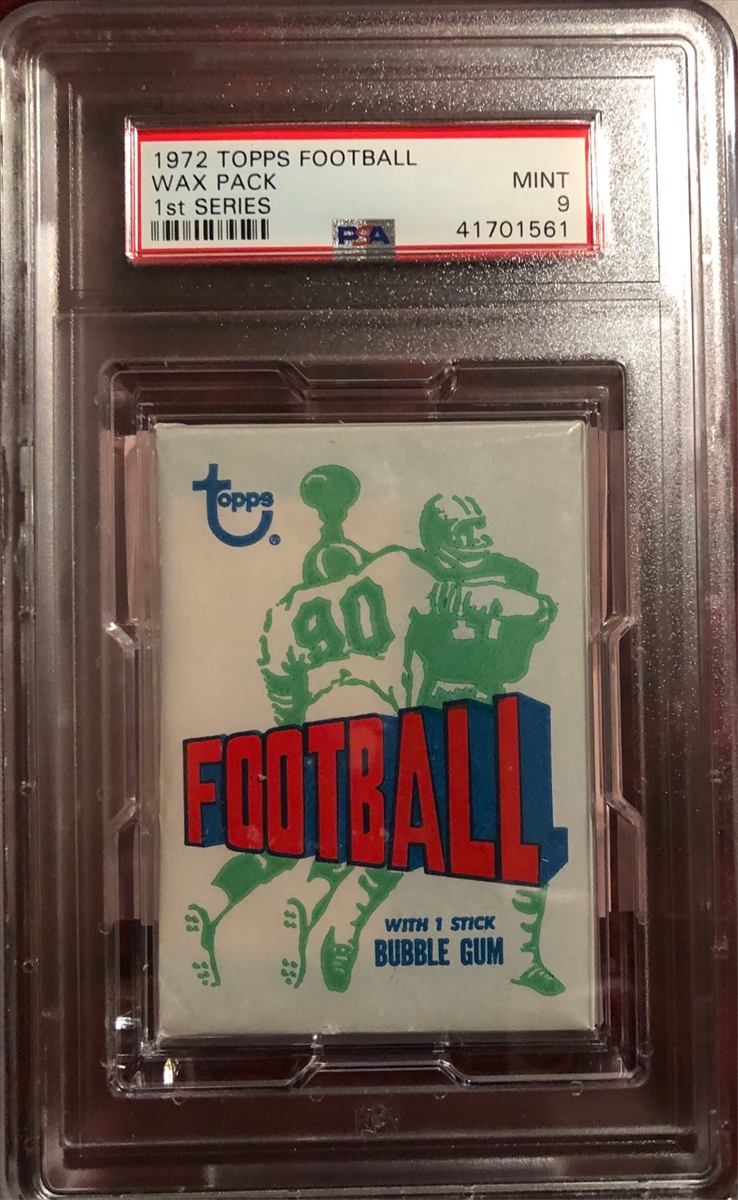 1972 TOPPS FOOTBALL
WAX PACK MINT
1st SERIES 9
PSA 41701561
topps
90
FOOTBALL
WITH 1 STICK
BUBBLE GUM